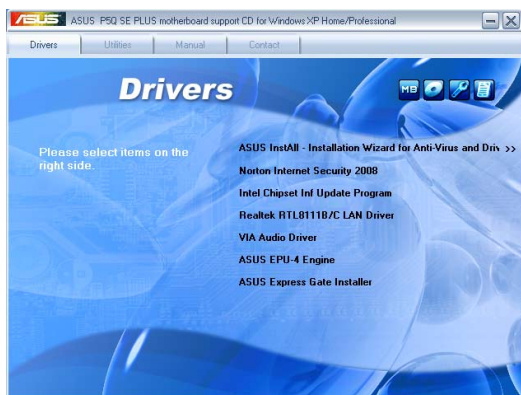 ASUS ASUS P5Q SE PLUS motherboard support CD for Windows XP Home/Professional
Drivers Utilities Manual Contact
Drivers
MB
Please select items on the
right side.
ASUS InstAll - Installation Wizard for Anti-Virus and Driv >>
Norton Internet Security 2008
Intel Chipset Inf Update Program
Realtek RTL8111B/C LAN Driver
VIA Audio Driver
ASUS EPU-4 Engine
ASUS Express Gate Installer